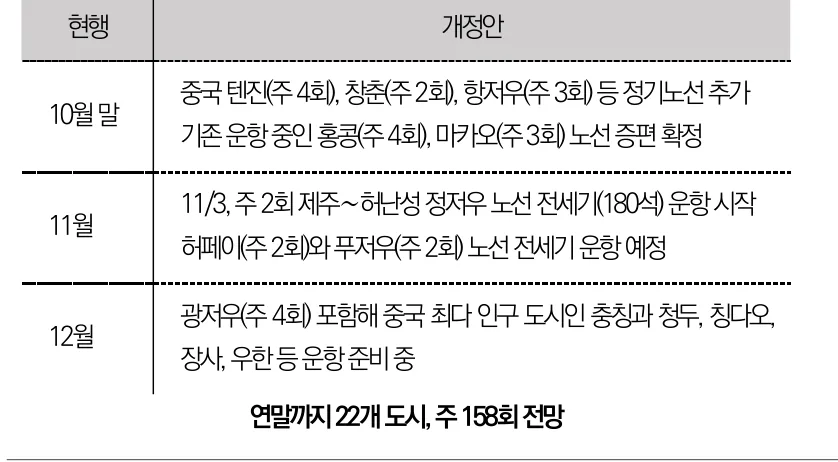 현행 개정안
10월 말
중국 텐진(주 4회), 창춘(주 2회), 항저우(주 3회) 등 정기노선 추가
기존 운항 중인 홍콩(주 4회), 마카오(주 3회) 노선 증편 확정
11월
11/3, 주 2회 제주~허난성 정저우 노선 전세기(180석) 운항 시작
허페이(주 2회)와 푸저우(주 2회) 노선 전세기 운항 예정
12월
광저우(주 4회) 포함해 중국 최다 인구 도시인 충칭과 청두, 칭다오,
장사, 우한 등 운항 준비 중
연말까지 22개 도시, 주 158회 전망